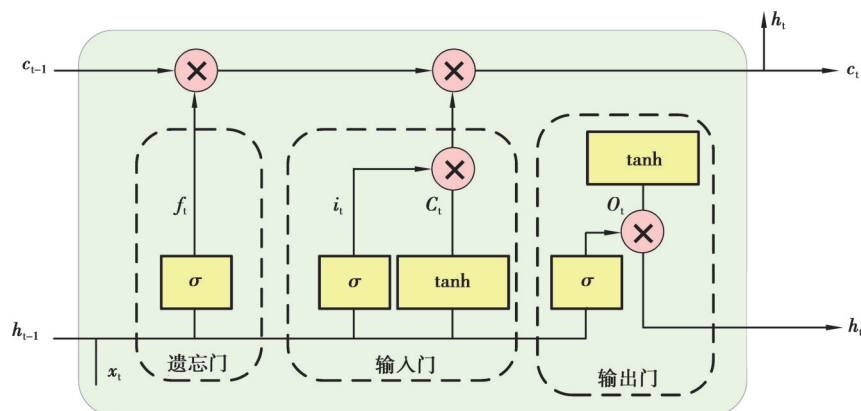 h_t
c_{t-1}
c_t
tanh
f_t
i_t
C_t
O_t
σ
σ
tanh
σ
h_{t-1}
h_t
x_t
遗忘门
输入门
输出门